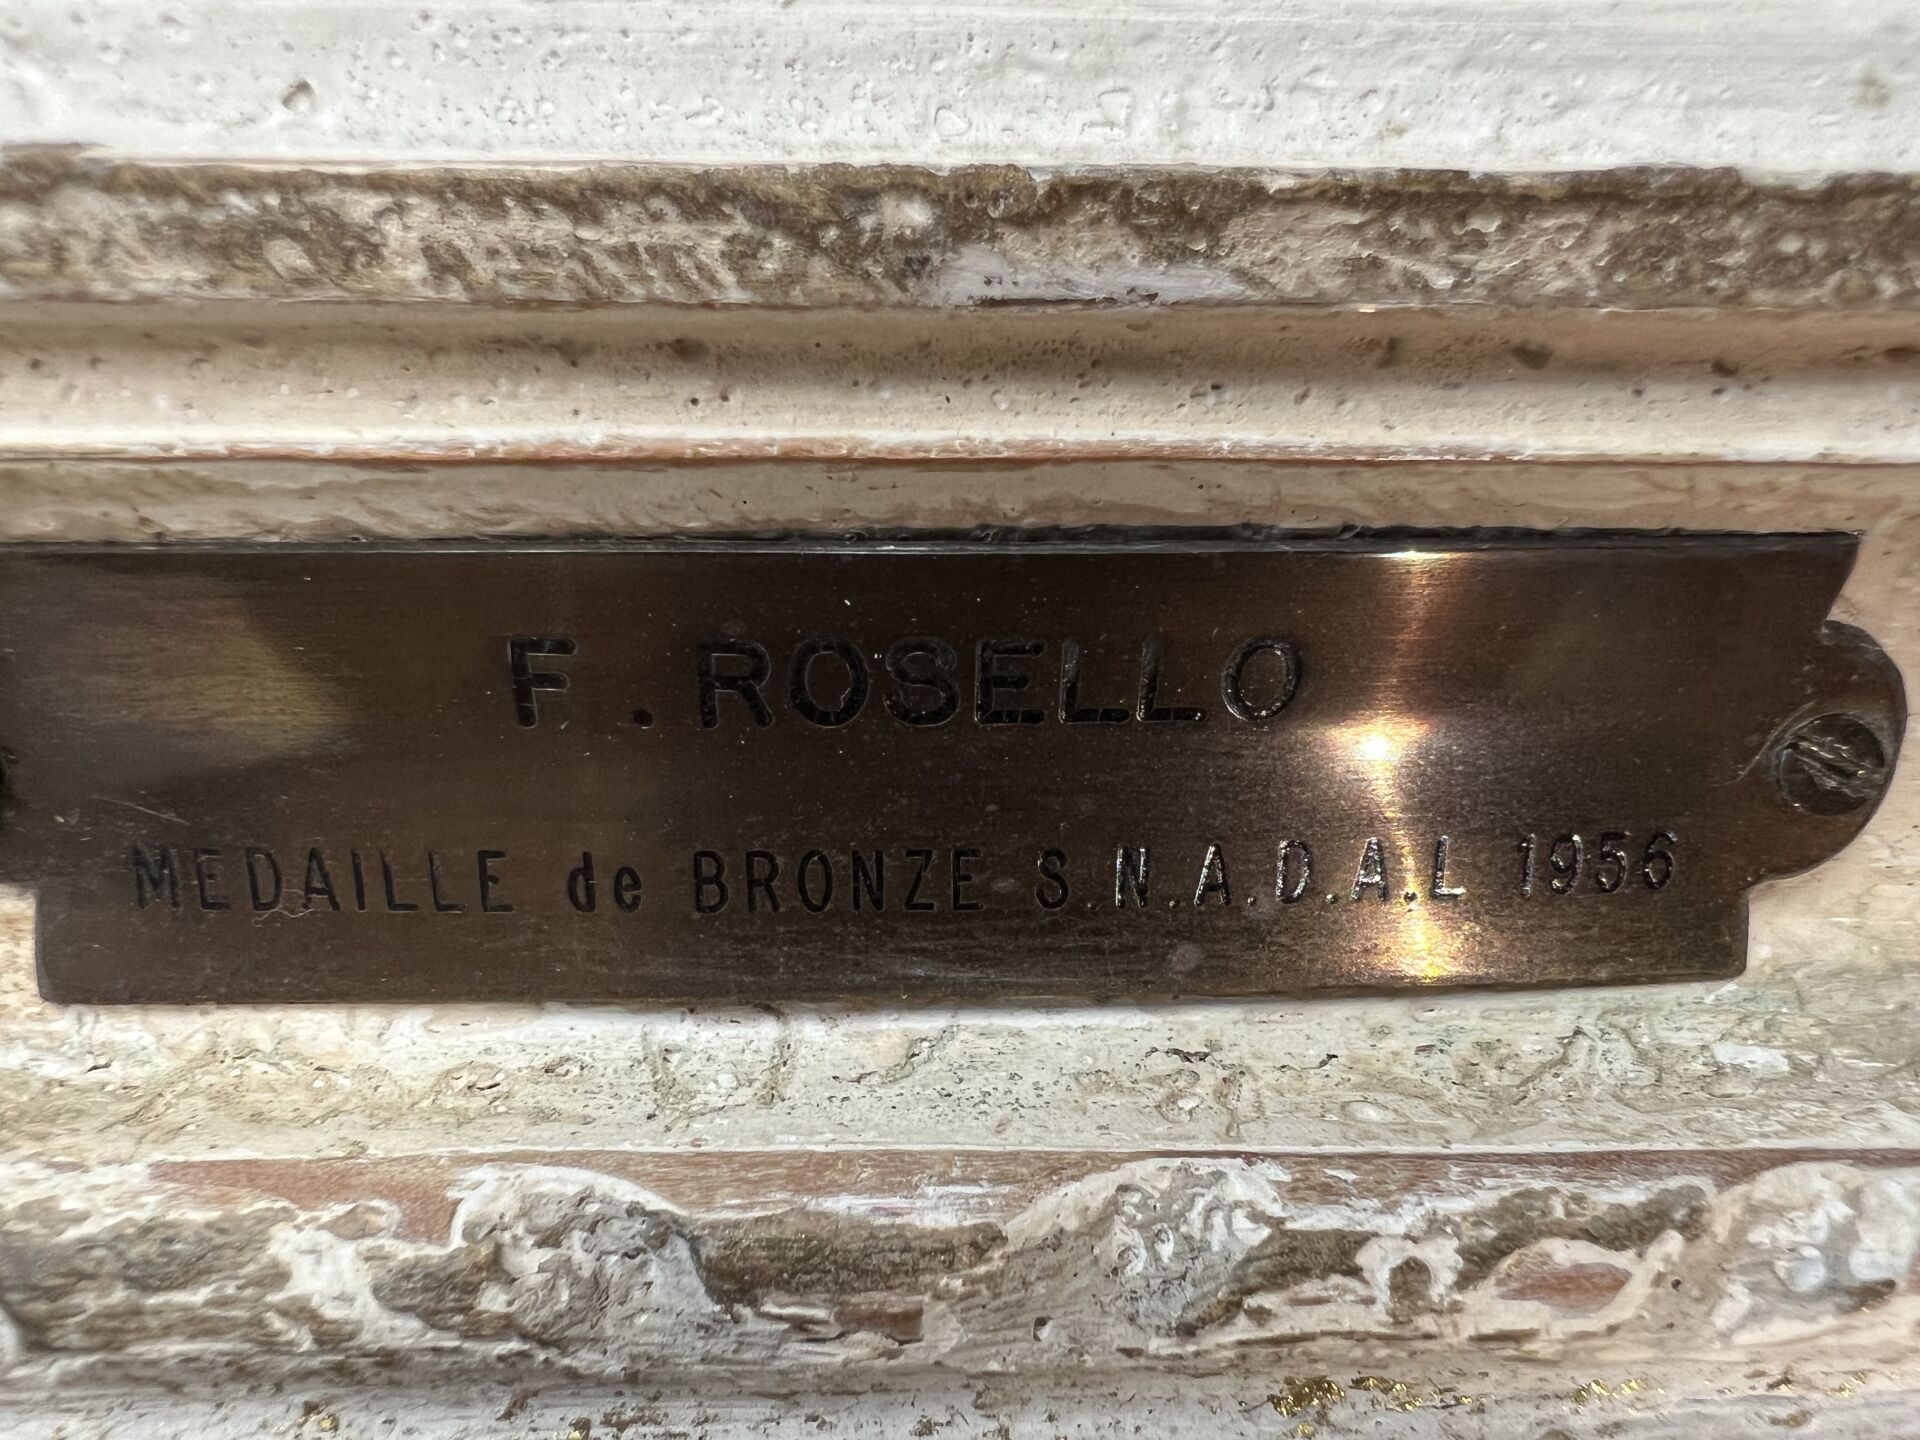 F. ROSELLO
MEDAILLE de BRONZE S.N.A.D.A.L 1956